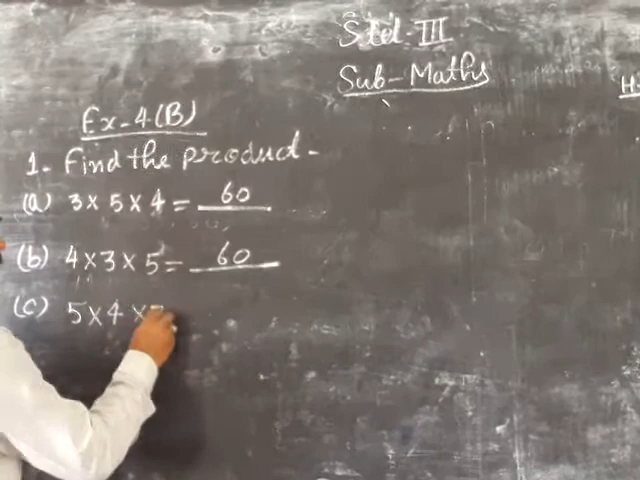 Std-III
Sub-Maths
H-
Ex-4(B)
1- Find the product-
(a) 3 × 5 × 4 = 60
(b) 4 × 3 × 5 = 60
(c) 5 × 4 ×